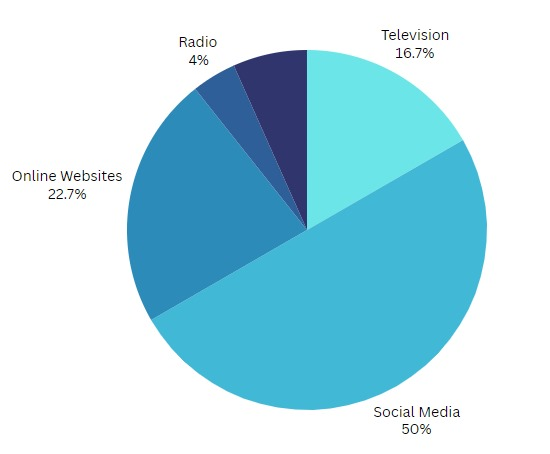 Radio
4%
Television
16.7%
Online Websites
22.7%
Social Media
50%